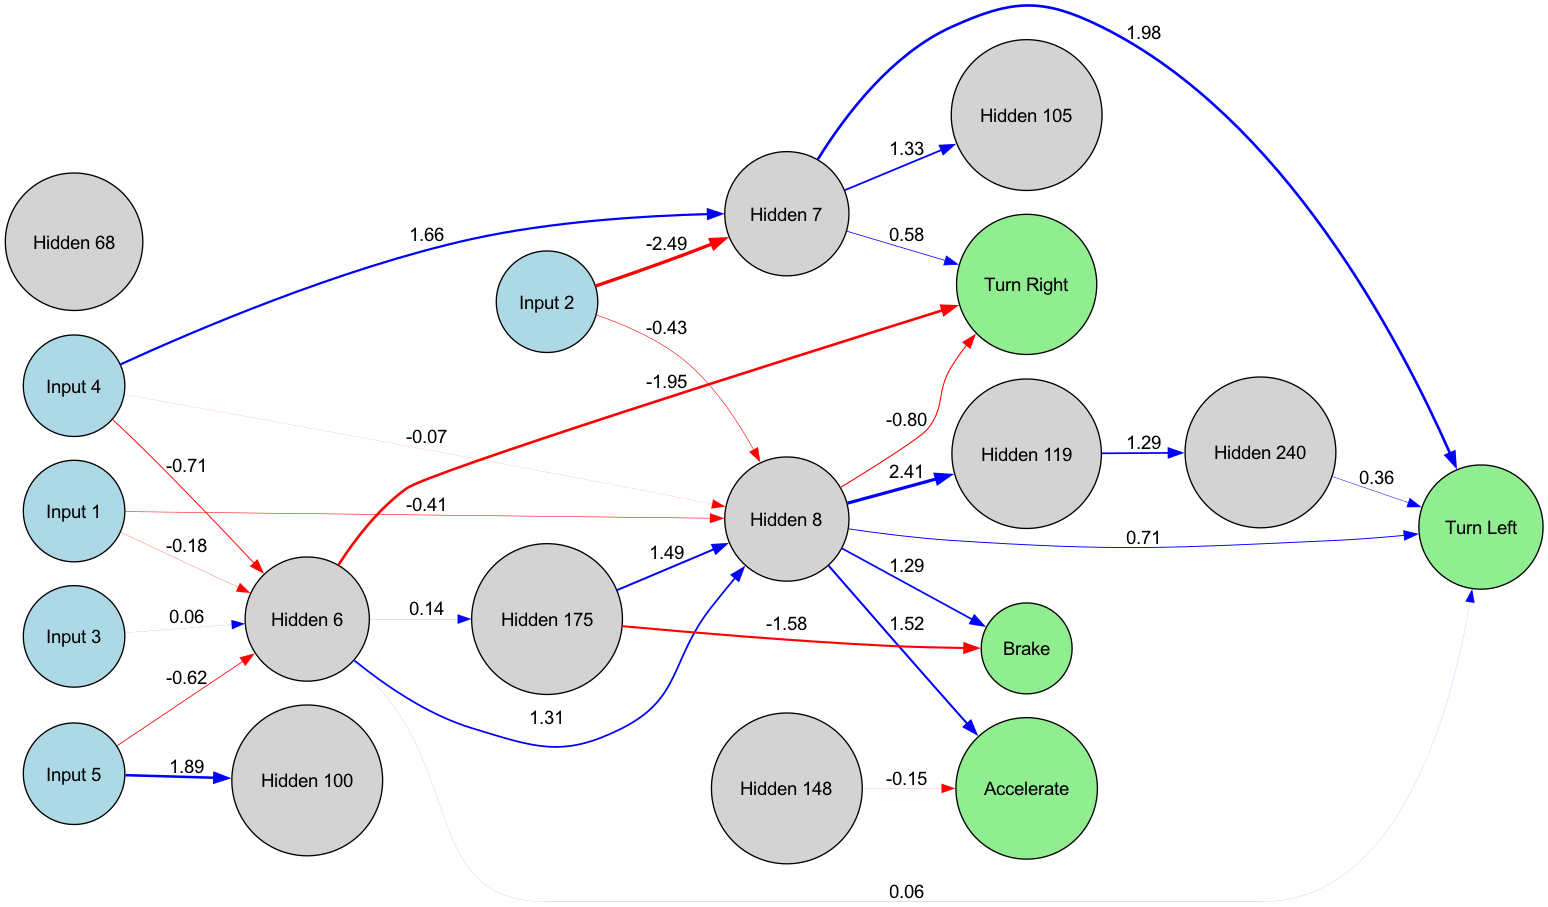 1.98
Hidden 105
1.33
Hidden 7
Hidden 68
1.66
-2.49
0.58
Turn Right
Input 2
-0.43
Input 4
-1.95
-0.07
-0.80
Hidden 119
1.29
Hidden 240
-0.71
2.41
0.36
Input 1
-0.41
Hidden 8
Turn Left
0.71
-0.18
1.49
1.29
0.06
0.14
Hidden 6
Hidden 175
-1.58
1.52
Input 3
Brake
-0.62
1.31
Input 5
1.89
Hidden 100
Hidden 148
-0.15
Accelerate
0.06